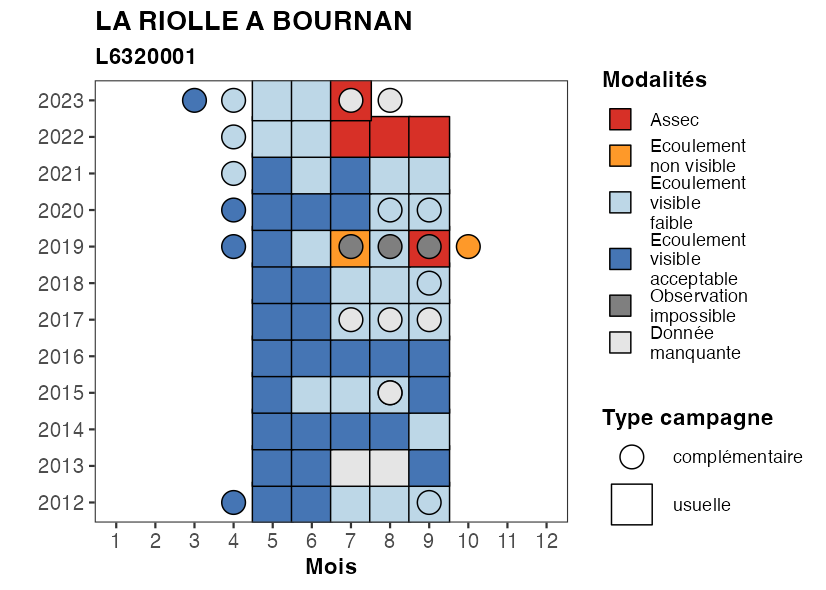 LA RIOLLE A BOURNAN
L6320001
2023
2022
2021
2020
2019
2018
2017
2016
2015
2014
2013
2012
1 2 3 4 5 6 7 8 9 10 11 12
Mois
Modalités
Assec
Ecoulement
non visible
Ecoulement
visible
faible
Ecoulement
visible
acceptable
Observation
impossible
Donnée
manquante
Type campagne
complémentaire
usuelle